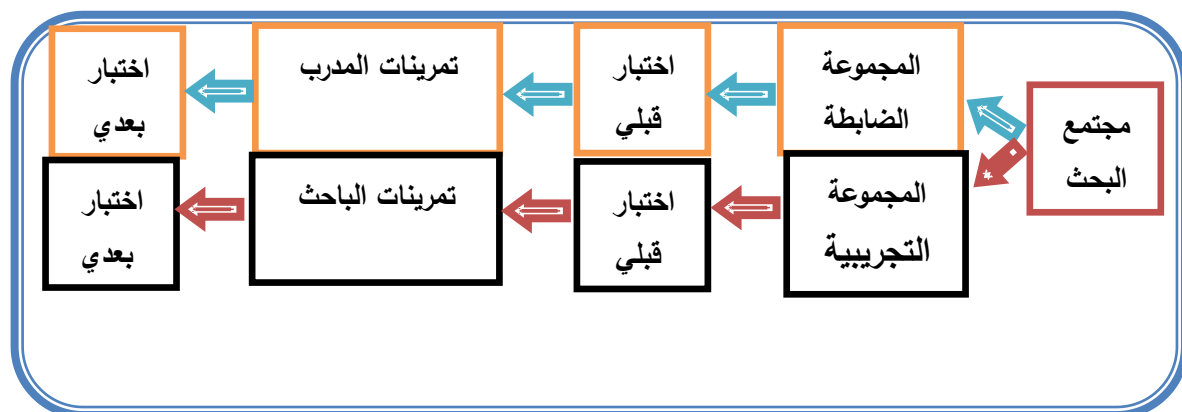 مجتمع
البحث
المجموعة
الضابطة
اختبار
قبلي
تمرينات المدرب
اختبار
بعدي
المجموعة
التجريبية
اختبار
قبلي
تمرينات الباحث
اختبار
بعدي